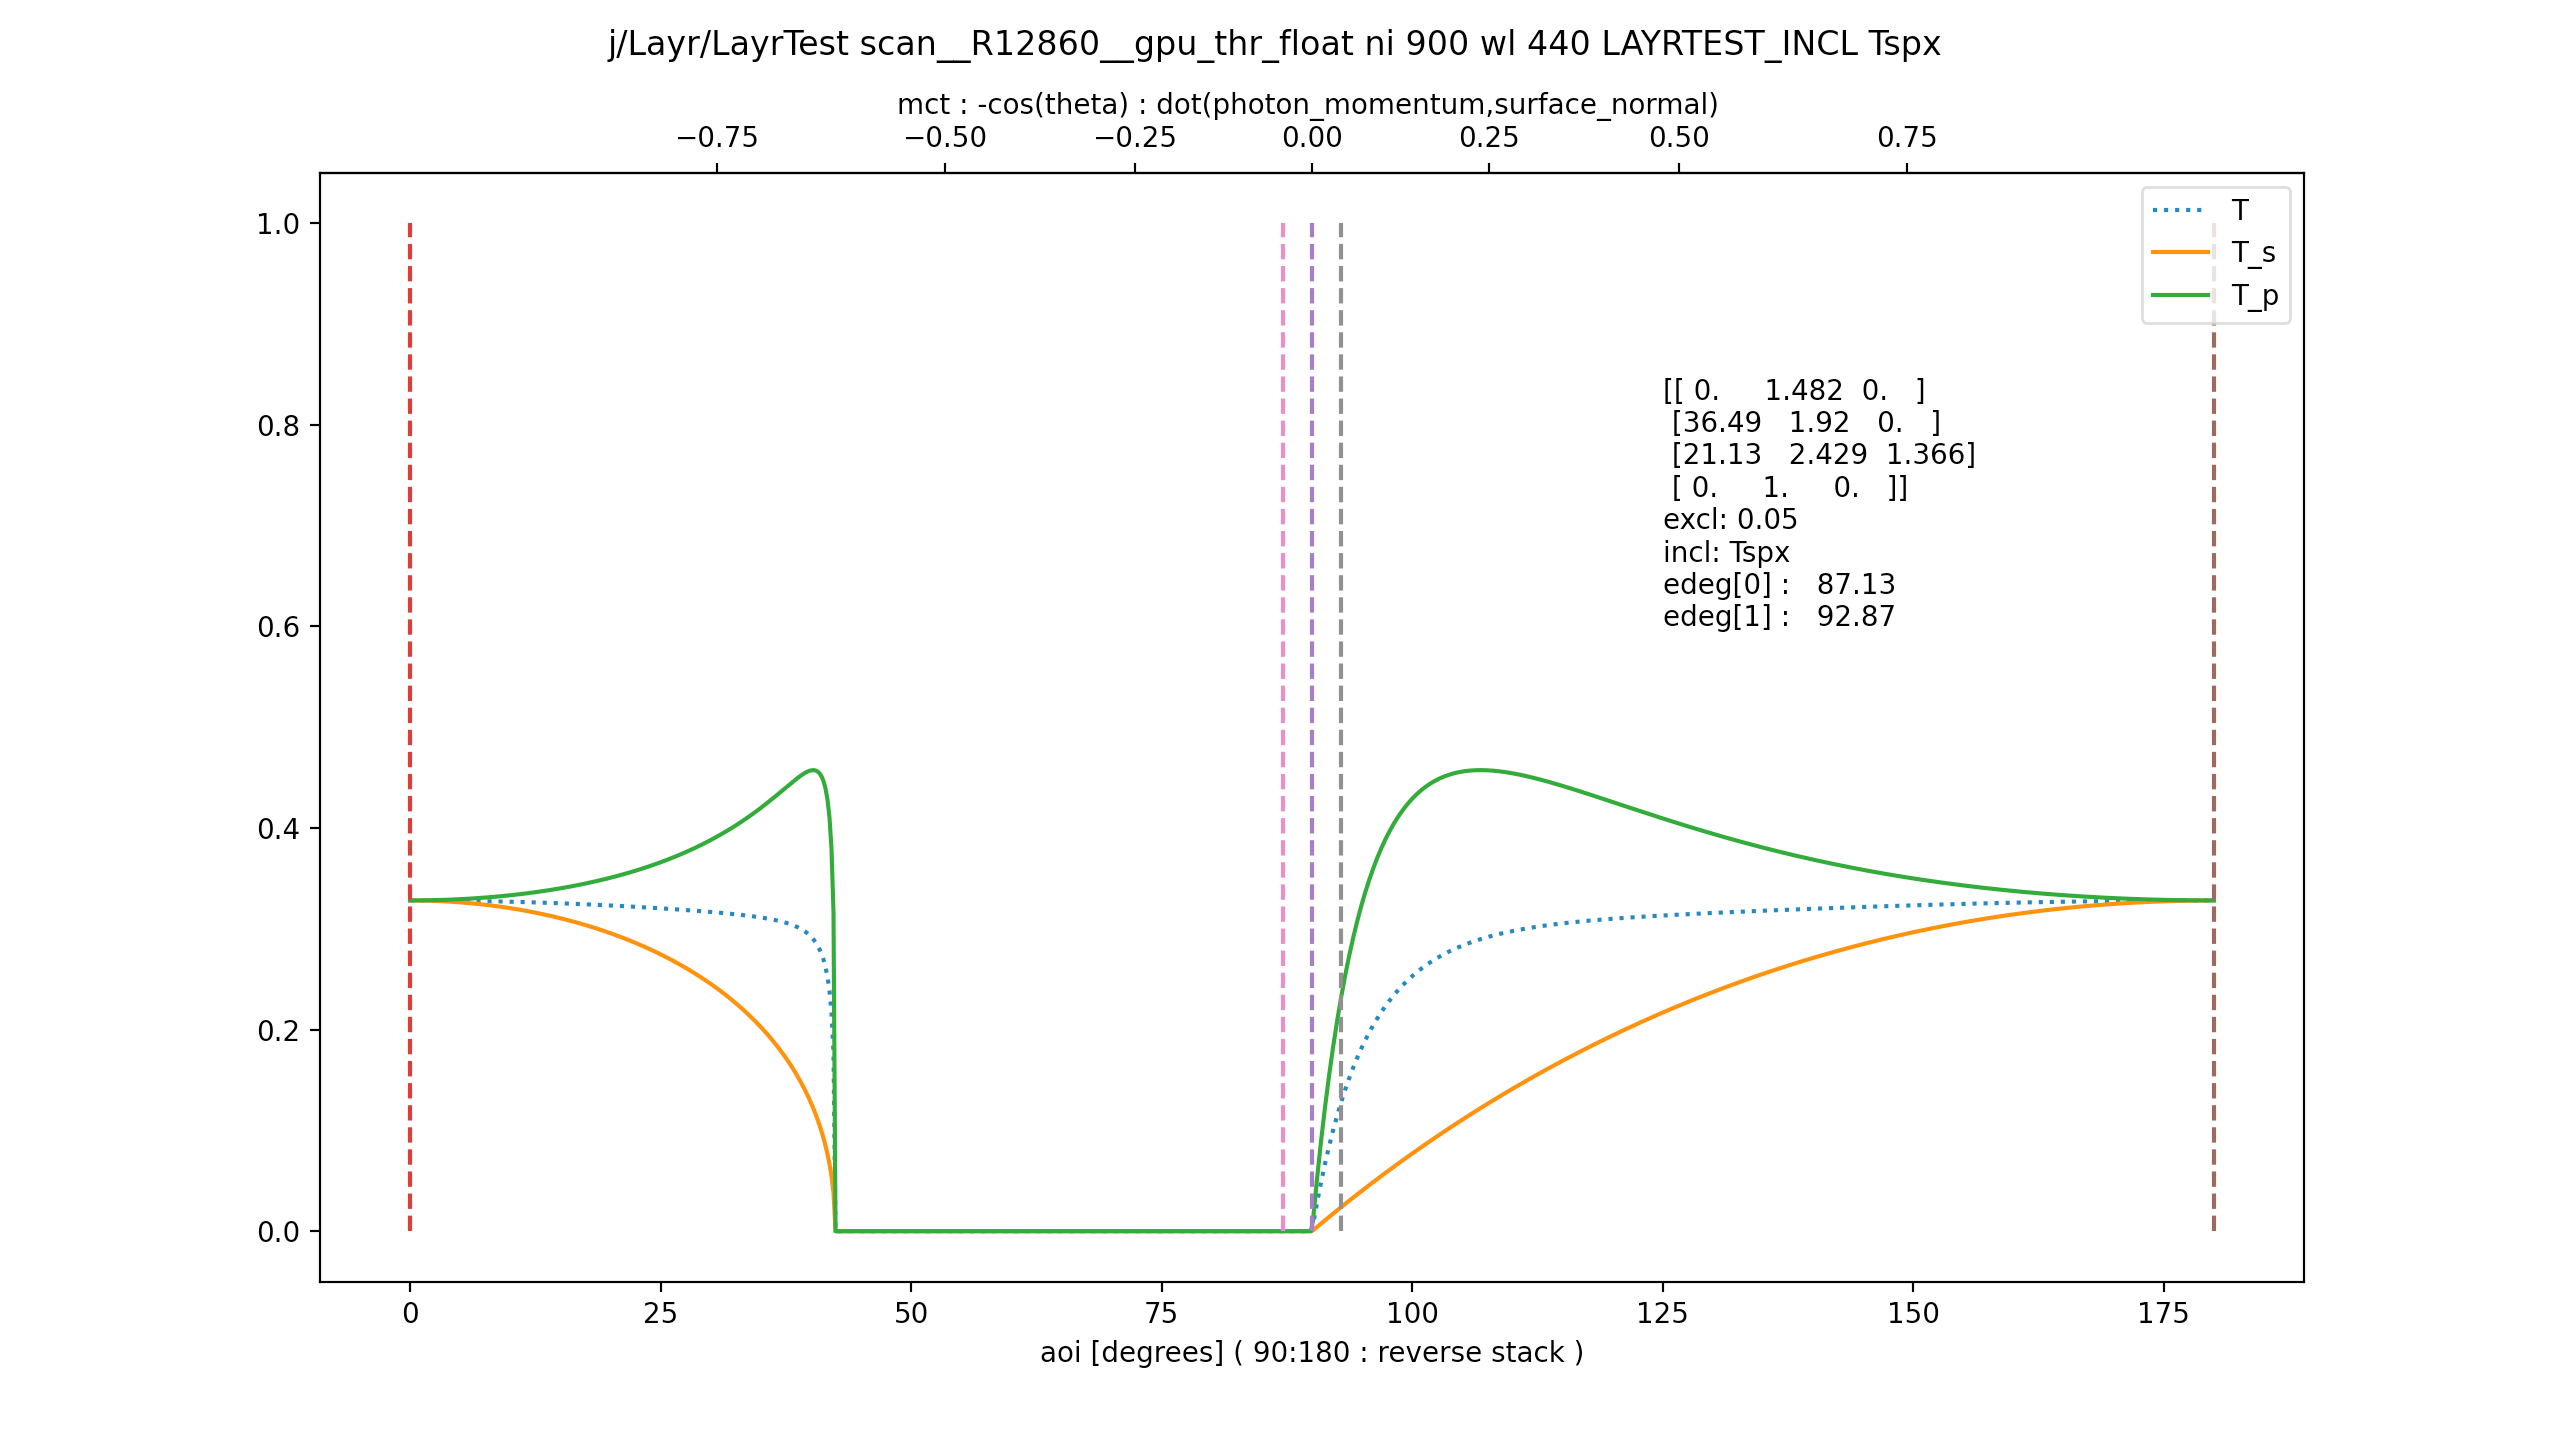 j/Layr/LayrTest scan__R12860__gpu_thr_float ni 900 wl 440 LAYRTEST_INCL Tspx
mct : -cos(theta) : dot(photon_momentum,surface_normal)
−0.75 −0.50 −0.25 0.00 0.25 0.50 0.75
T
T_s
T_p
1.0
0.8
0.6
0.4
0.2
0.0
[[ 0. 1.482 0. ]
[36.49 1.92 0. ]
[21.13 2.429 1.366]
[ 0. 1. 0. ]]
excl: 0.05
incl: Tspx
edeg[0] : 87.13
edeg[1] : 92.87
0 25 50 75 100 125 150 175
aoi [degrees] ( 90:180 : reverse stack )